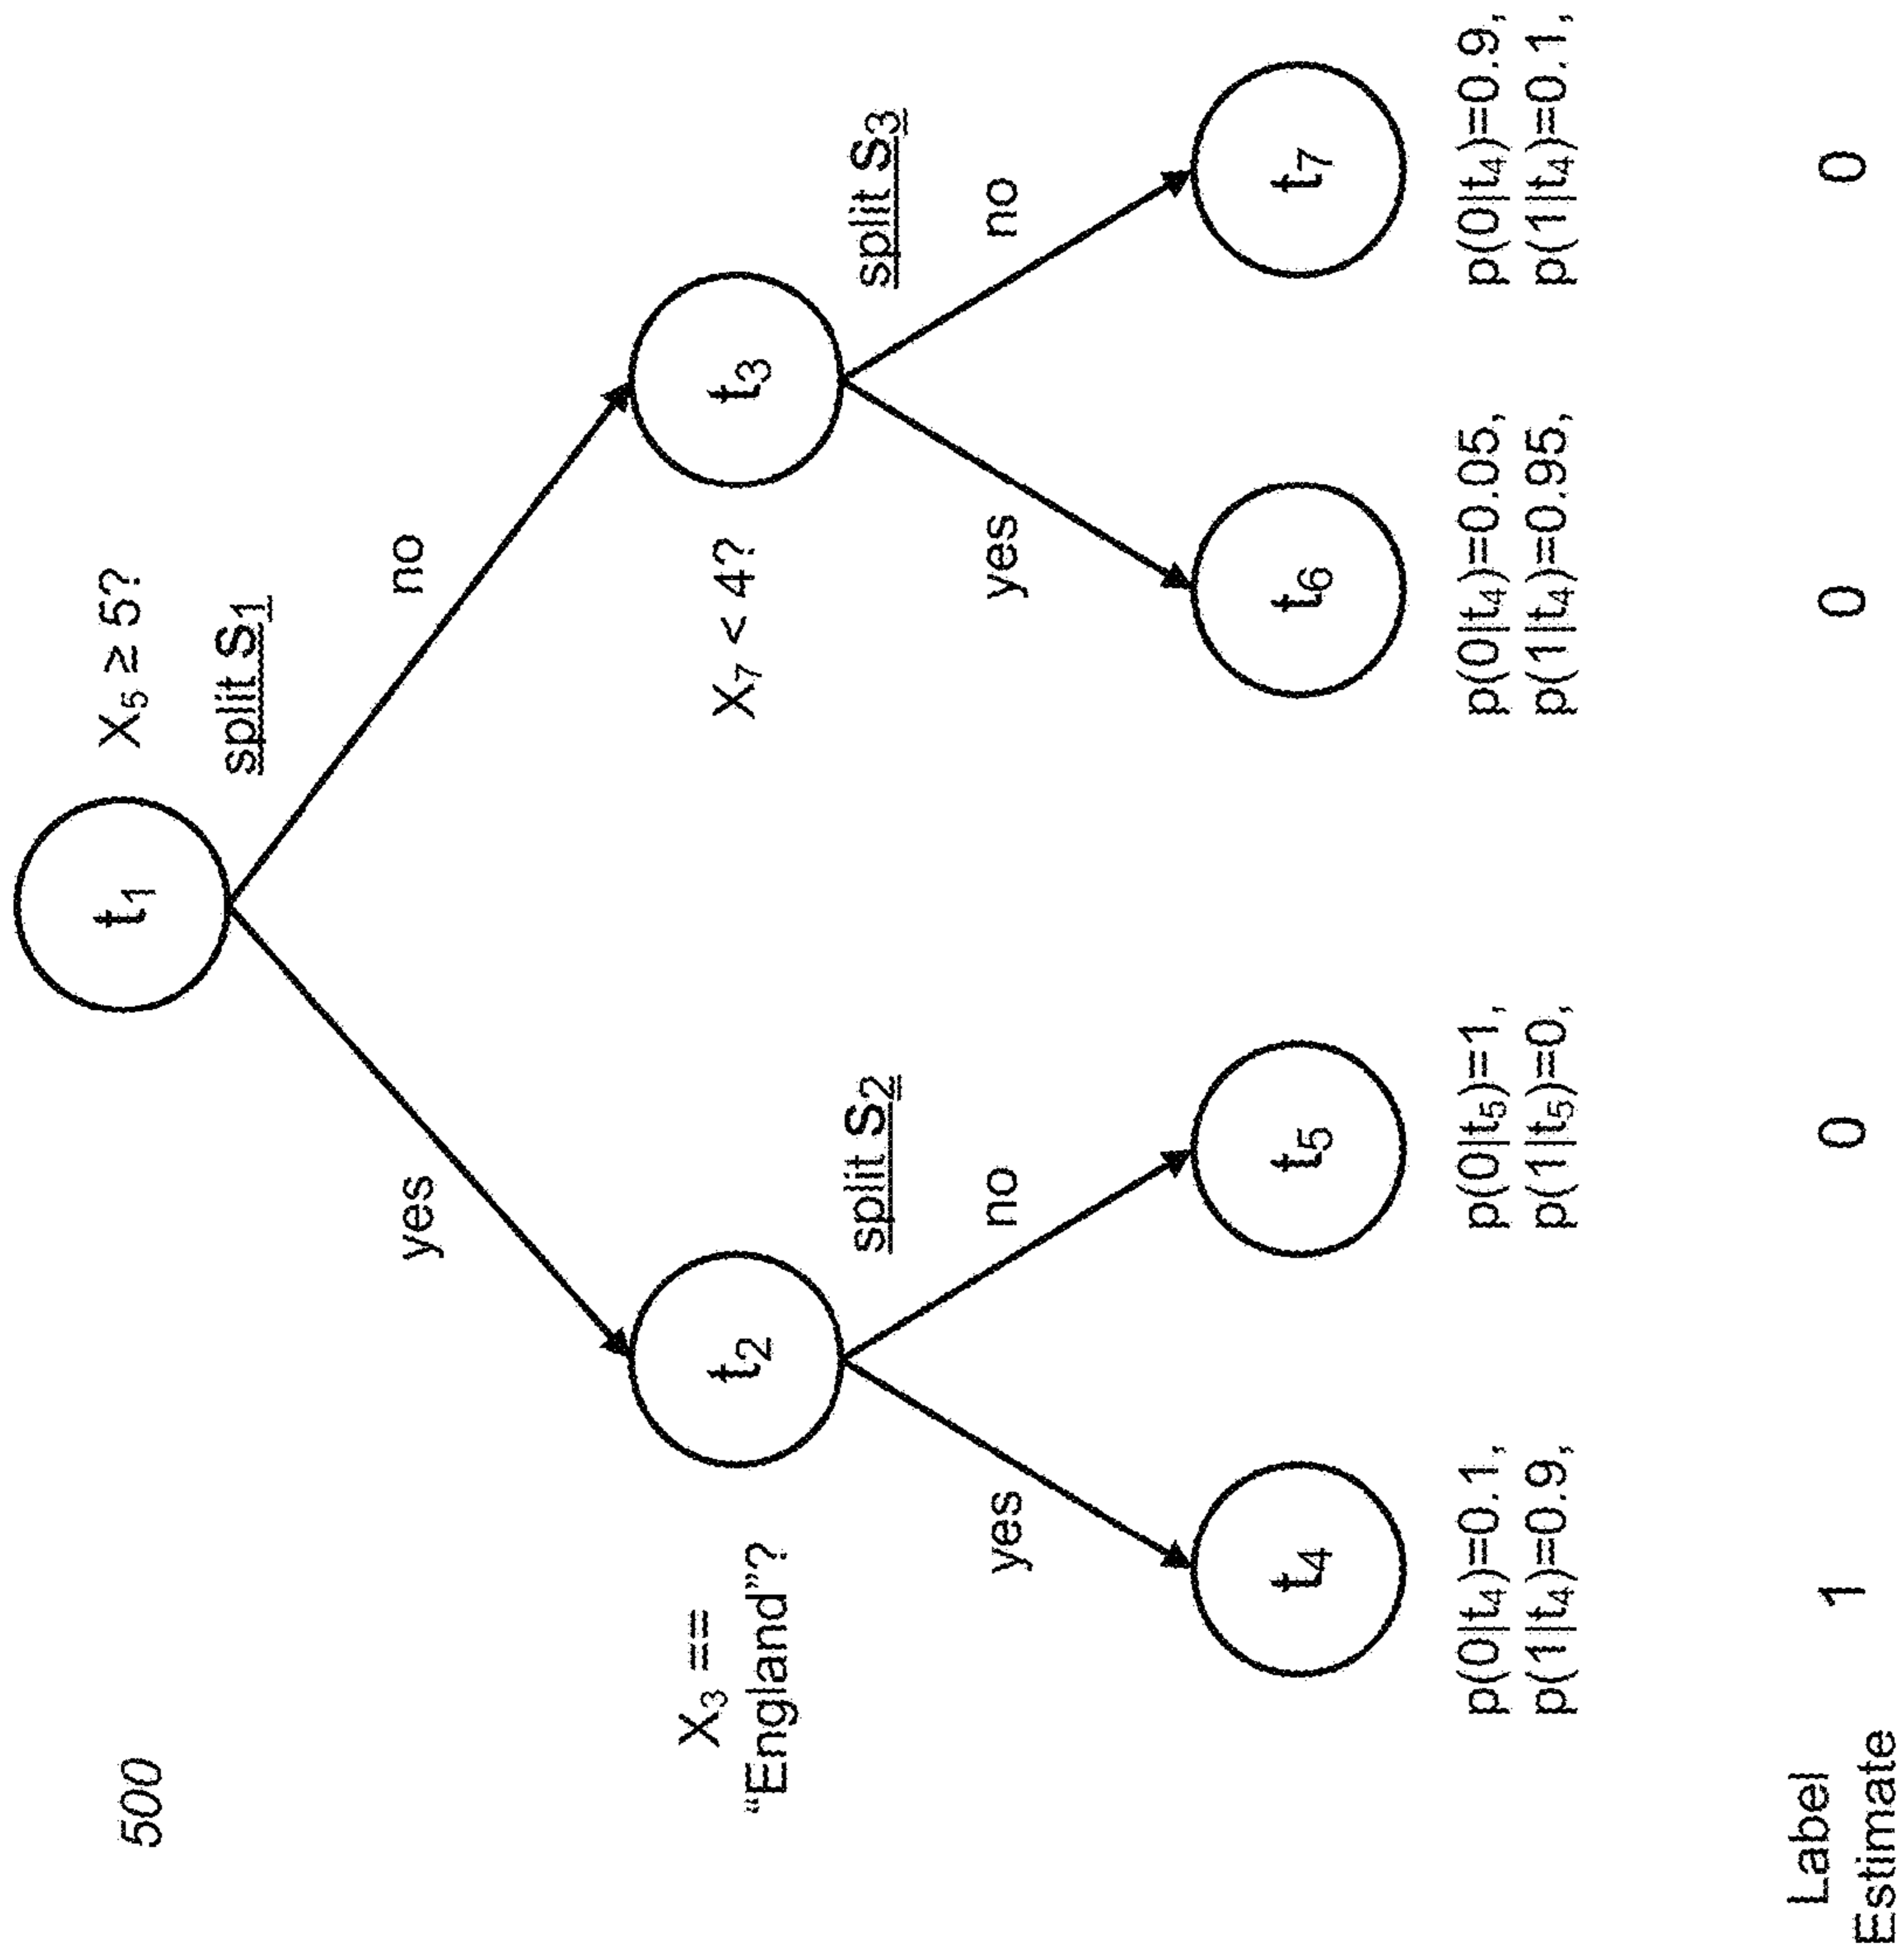 500
t₁
X₅ ≥ 5?
split S₁
yes
no
X₃ ==
“England”?
t₂
X₇ < 4?
t₃
split S₂
split S₃
yes
no
yes
no
t₄
t₅
t₆
t₇
p(0|t₄)=0.1,
p(1|t₄)=0.9,
p(0|t₅)=1,
p(1|t₅)=0,
p(0|t₄)=0.05,
p(1|t₄)=0.95,
p(0|t₄)=0.9,
p(1|t₄)=0.1,
Label
Estimate
1
0
0
0